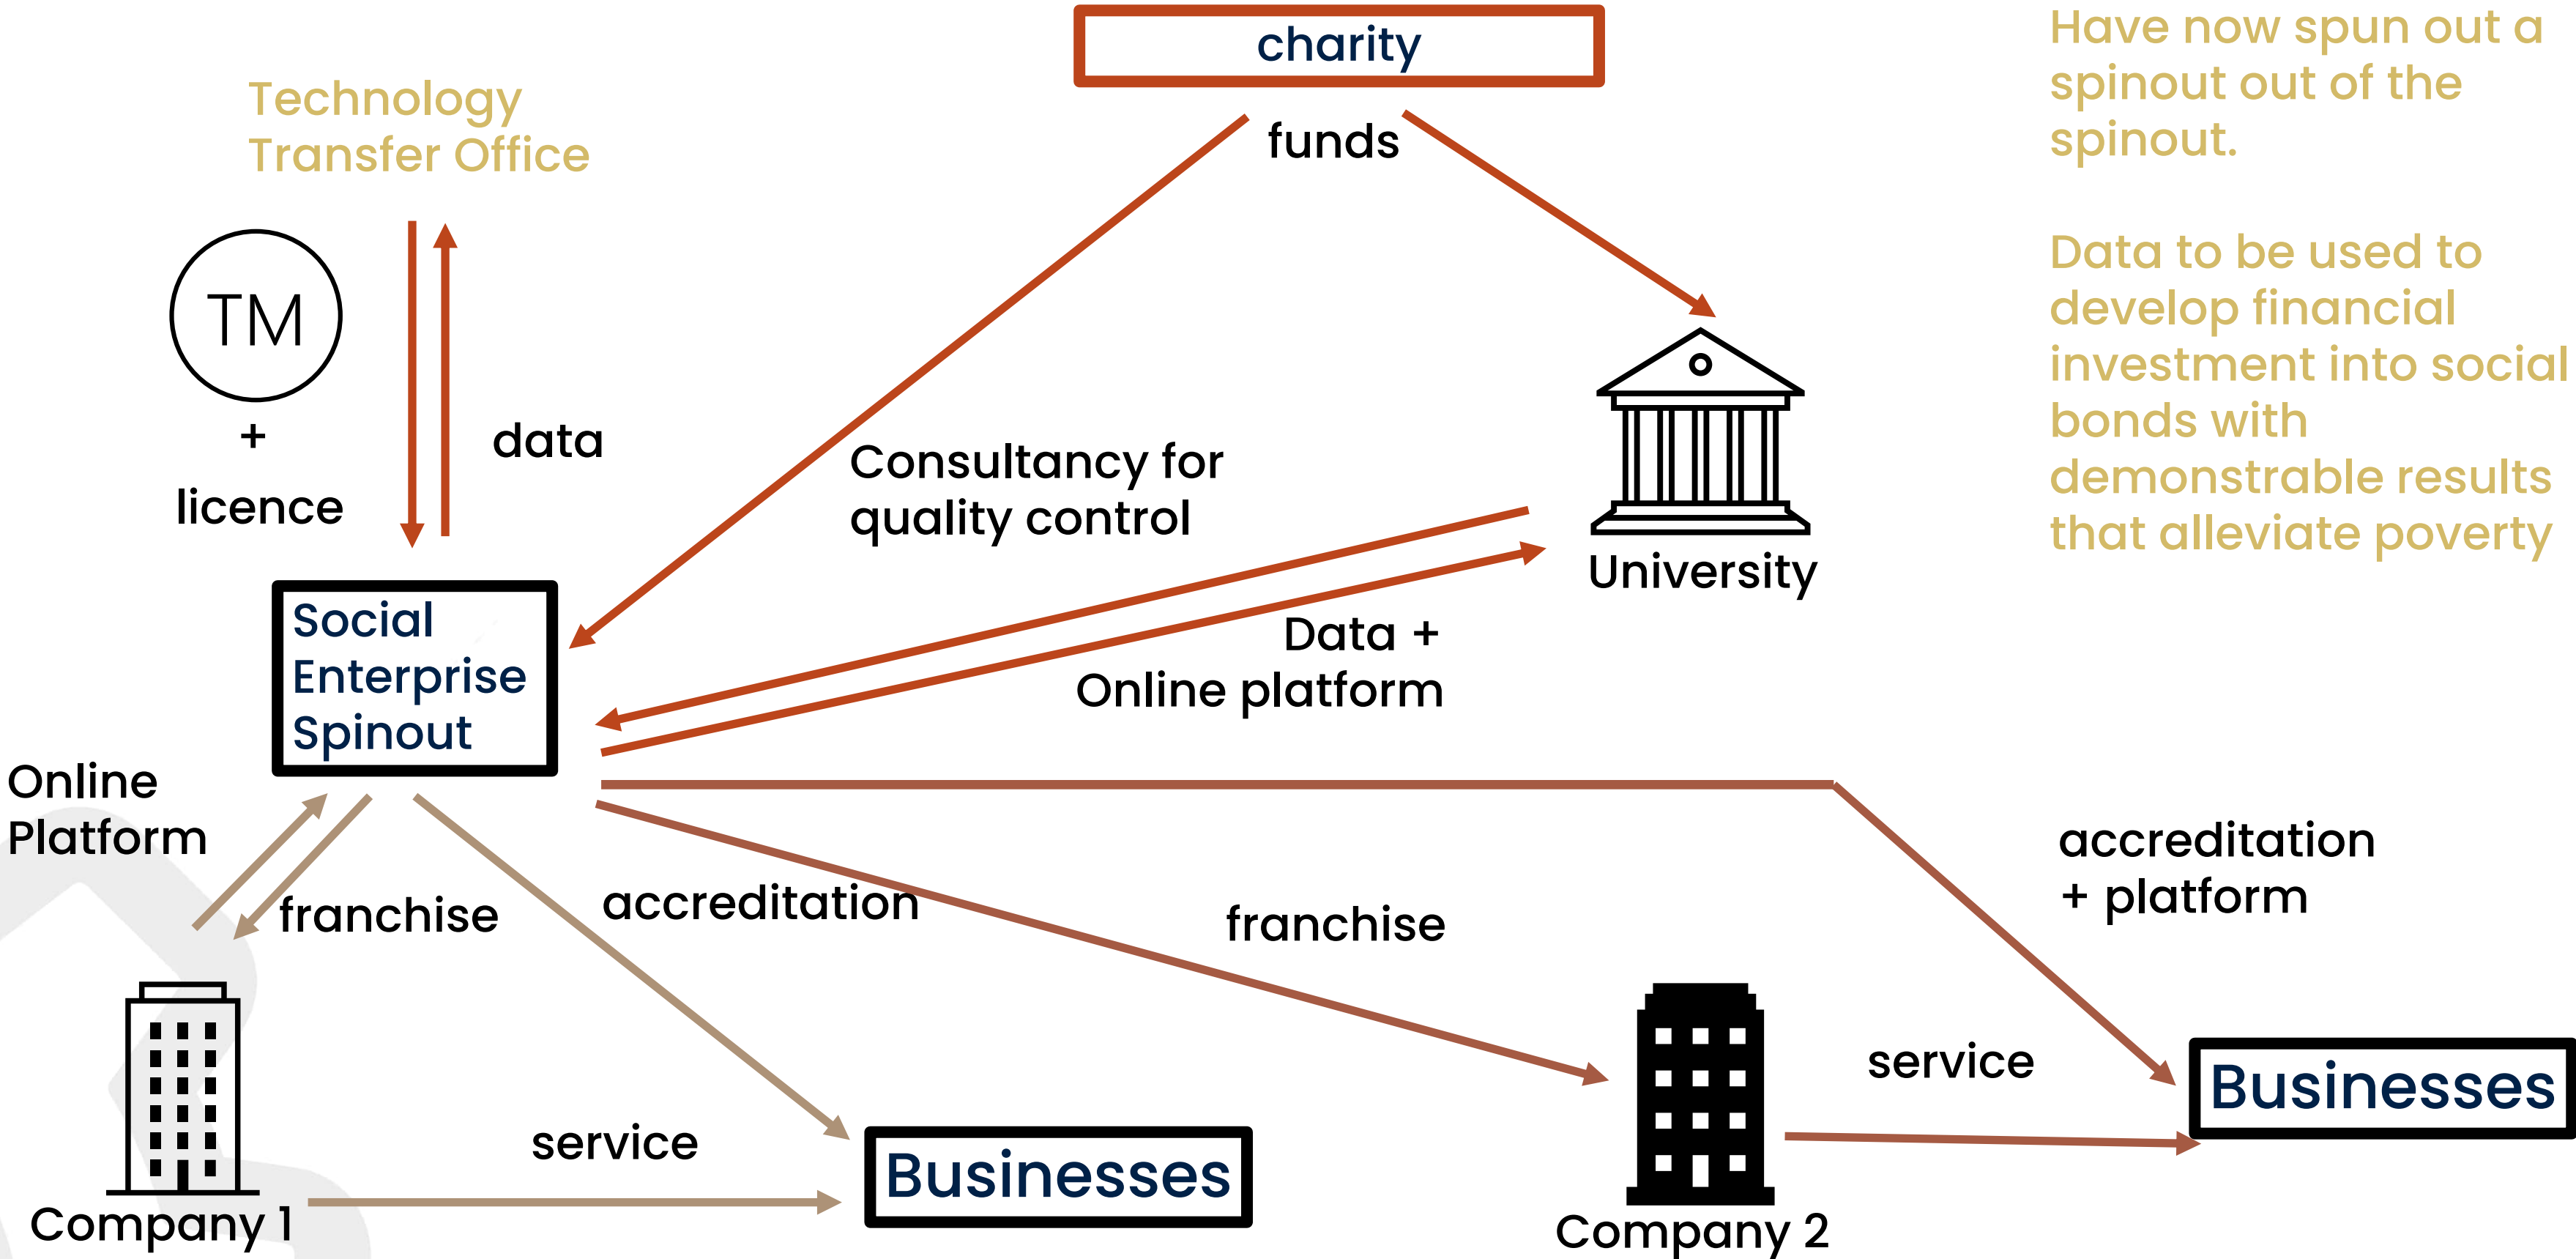 charity
funds
Have now spun out a
spinout out of the
spinout.
Data to be used to
develop financial
investment into social
bonds with
demonstrable results
that alleviate poverty
Technology
Transfer Office
TM
+
licence
data
Consultancy for
quality control
University
Data +
Online platform
Social
Enterprise
Spinout
Online
Platform
franchise
accreditation
franchise
accreditation
+ platform
service
Businesses
Company 1
service
Businesses
Company 2